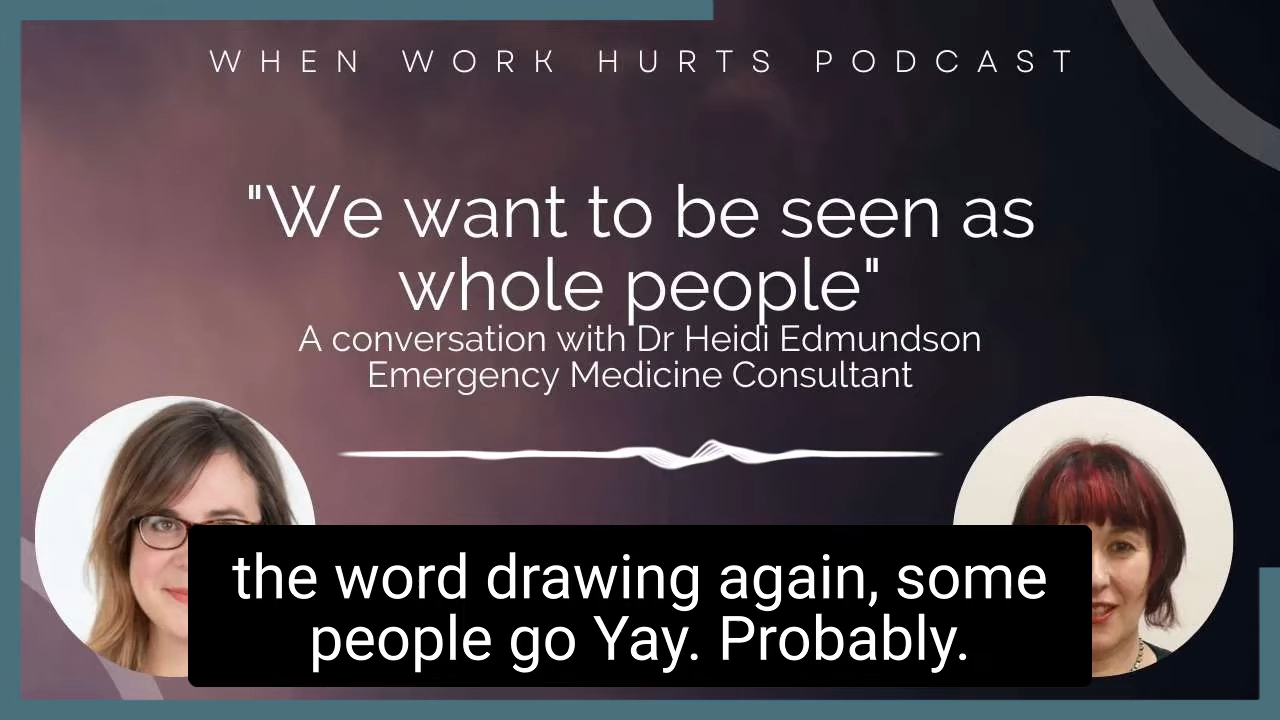 WHEN WORK HURTS PODCAST
"We want to be seen as
whole people"
A conversation with Dr Heidi Edmundson
Emergency Medicine Consultant
the word drawing again, some
people go Yay. Probably.